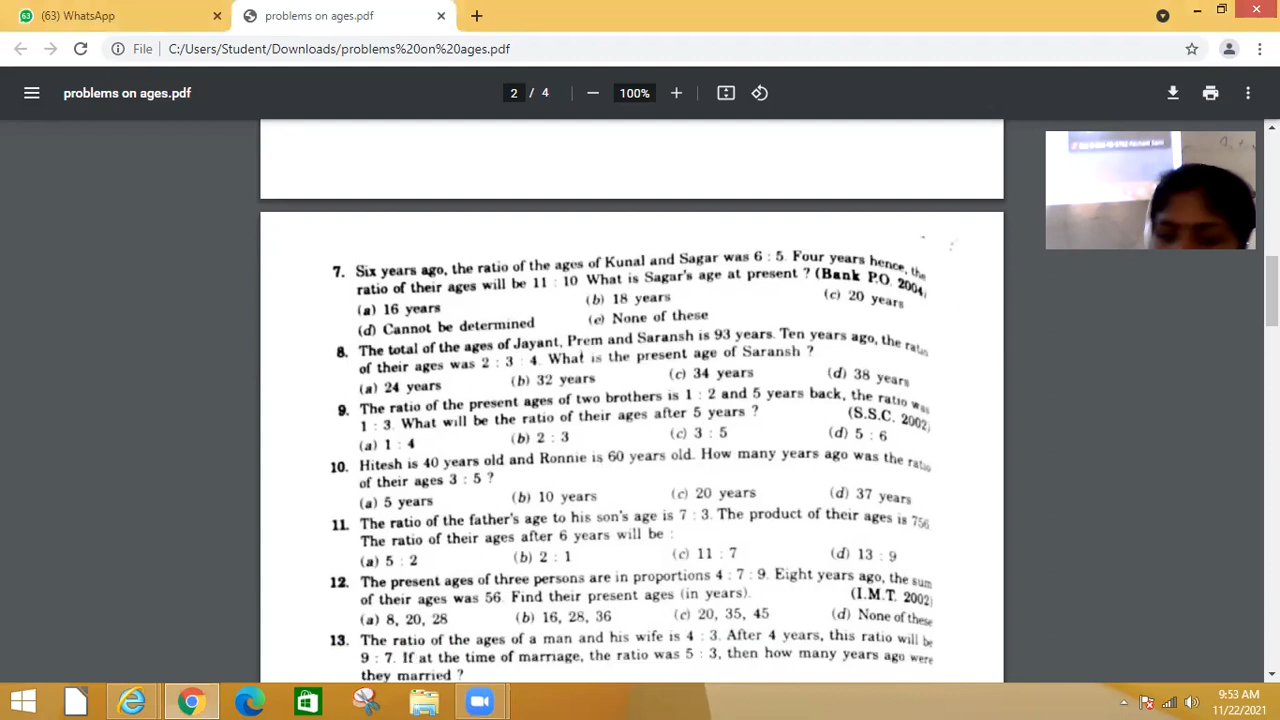 (63) WhatsApp
problems on ages.pdf
File
C:/Users/Student/Downloads/problems%20on%20ages.pdf
problems on ages.pdf
2 / 4
100%
7. Six years ago, the ratio of the ages of Kunal and Sagar was 6 : 5. Four years hence, the
ratio of their ages will be 11 : 10 What is Sagar's age at present ? (Bank P.O. 2004)
(a) 16 years (b) 18 years (c) 20 years
(d) Cannot be determined (e) None of these
8. The total of the ages of Jayant, Prem and Saransh is 93 years. Ten years ago, the ratio
of their ages was 2 : 3 : 4. What is the present age of Saransh ?
(a) 24 years (b) 32 years (c) 34 years (d) 38 years
9. The ratio of the present ages of two brothers is 1 : 2 and 5 years back, the ratio was
1 : 3. What will be the ratio of their ages after 5 years ? (S.S.C. 2002)
(a) 1 : 4 (b) 2 : 3 (c) 3 : 5 (d) 5 : 6
10. Hitesh is 40 years old and Ronnie is 60 years old. How many years ago was the ratio
of their ages 3 : 5 ?
(a) 5 years (b) 10 years (c) 20 years (d) 37 years
11. The ratio of the father's age to his son's age is 7 : 3. The product of their ages is 756
The ratio of their ages after 6 years will be :
(a) 5 : 2 (b) 2 : 1 (c) 11 : 7 (d) 13 : 9
12. The present ages of three persons are in proportions 4 : 7 : 9. Eight years ago, the sum
of their ages was 56. Find their present ages (in years). (I.M.T. 2002)
(a) 8, 20, 28 (b) 16, 28, 36 (c) 20, 35, 45 (d) None of these
13. The ratio of the ages of a man and his wife is 4 : 3. After 4 years, this ratio will be
9 : 7. If at the time of marriage, the ratio was 5 : 3, then how many years ago were
they married ?
9:53 AM
11/22/2021